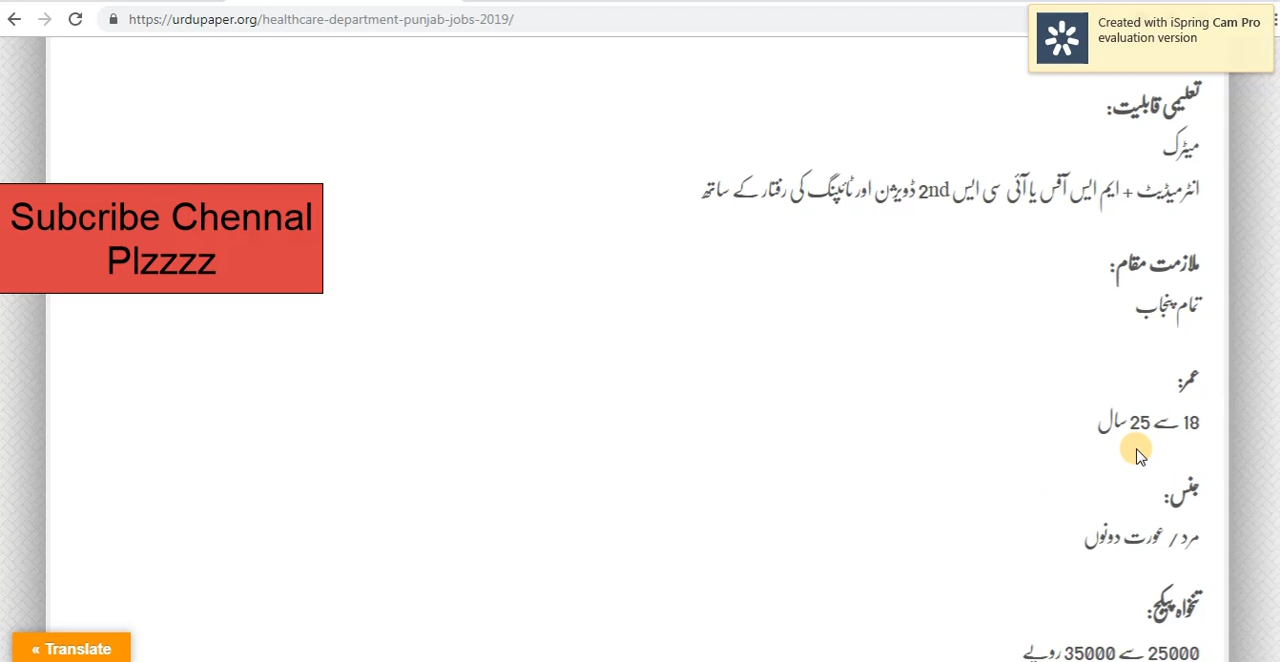 https://urdupaper.org/healthcare-department-punjab-jobs-2019/
Created with iSpring Cam Pro
evaluation version
تعلیمی قابلیت:
میٹرک
انٹرمیڈیٹ + ایم ایس آفس یا آئی سی ایس 2nd ڈویژن اور ٹائپنگ کی رفتار کے ساتھ
Subcribe Chennal
Plzzzz
ملازمت مقام:
تمام پنجاب
عمر:
18 سے 25 سال
جنس:
مرد / عورت دونوں
تنخواہ پیکج:
25000 سے 35000 روپے
« Translate